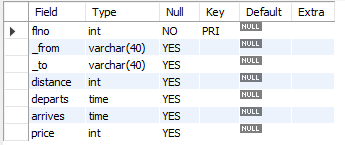 Field Type Null Key Default Extra
flno int NO PRI NULL
_from varchar(40) YES NULL
_to varchar(40) YES NULL
distance int YES NULL
departs time YES NULL
arrives time YES NULL
price int YES NULL